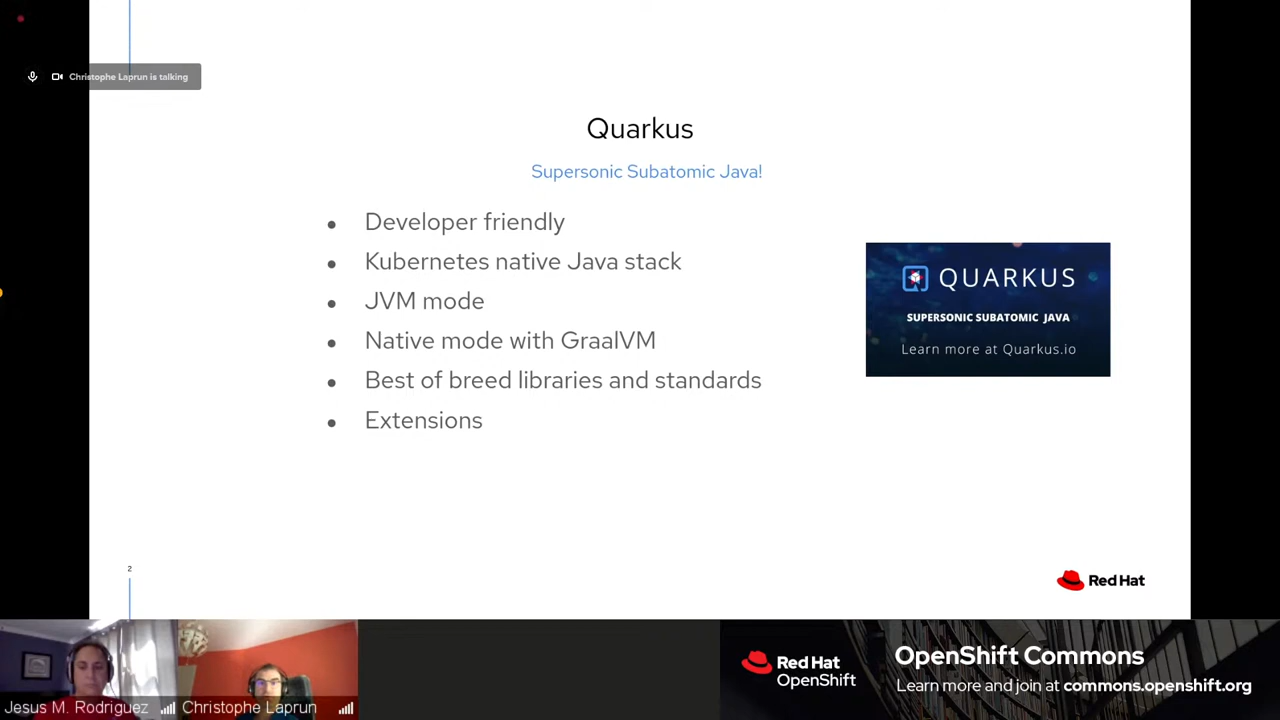 Christophe Laprun is talking
Quarkus
Supersonic Subatomic Java!
● Developer friendly
● Kubernetes native Java stack
● JVM mode
● Native mode with GraalVM
● Best of breed libraries and standards
● Extensions
QUARKUS
SUPERSONIC SUBATOMIC JAVA
Learn more at Quarkus.io
2
Red Hat
Jesus M. Rodriguez
Christophe Laprun
Red Hat
OpenShift
OpenShift Commons
Learn more and join at commons.openshift.org